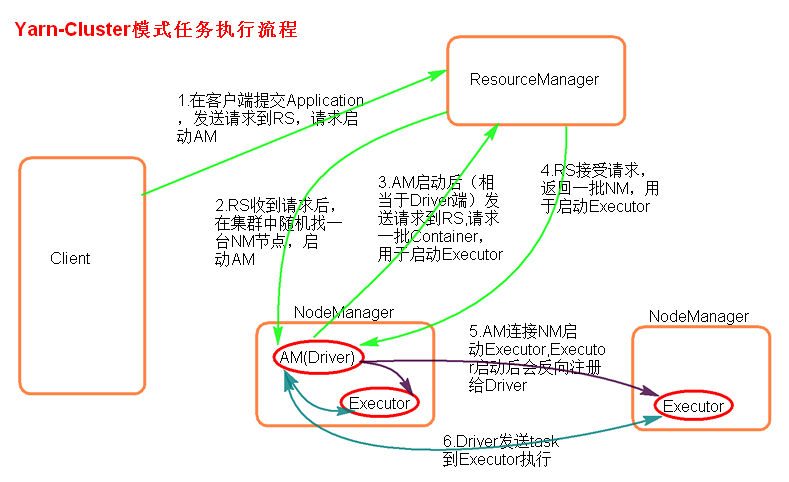 Yarn-Cluster模式任务执行流程
ResourceManager
1.在客户端提交Application
，发送请求到RS，请求启
动AM
2.RS收到请求后，
在集群中随机找一
台NM节点，启
动AM
3.AM启动后（相
当于Driver端）发
送请求到RS,请求
一批Container，
用于启动Executor
4.RS接受请求，
返回一批NM，用
于启动Executor
Client
NodeManager
AM(Driver)
Executor
5.AM连接NM启
动Executor,Executo
r启动后会反向注册
给Driver
NodeManager
Executor
6.Driver发送task
到Executor执行